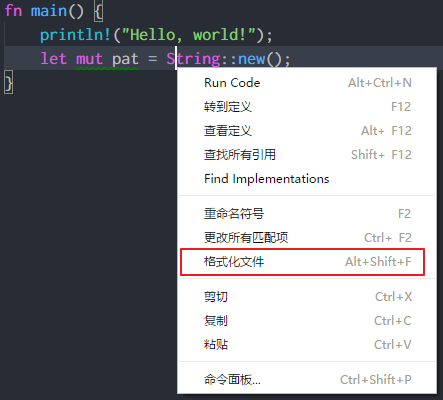 fn main() {
println!("Hello, world!");
let mut pat = String::new();
}
Run Code Alt+Ctrl+N
转到定义 F12
查看定义 Alt+ F12
查找所有引用 Shift+ F12
Find Implementations
重命名符号 F2
更改所有匹配项 Ctrl+ F2
格式化文件 Alt+Shift+F
剪切 Ctrl+X
复制 Ctrl+C
粘贴 Ctrl+V
命令面板... Ctrl+Shift+P